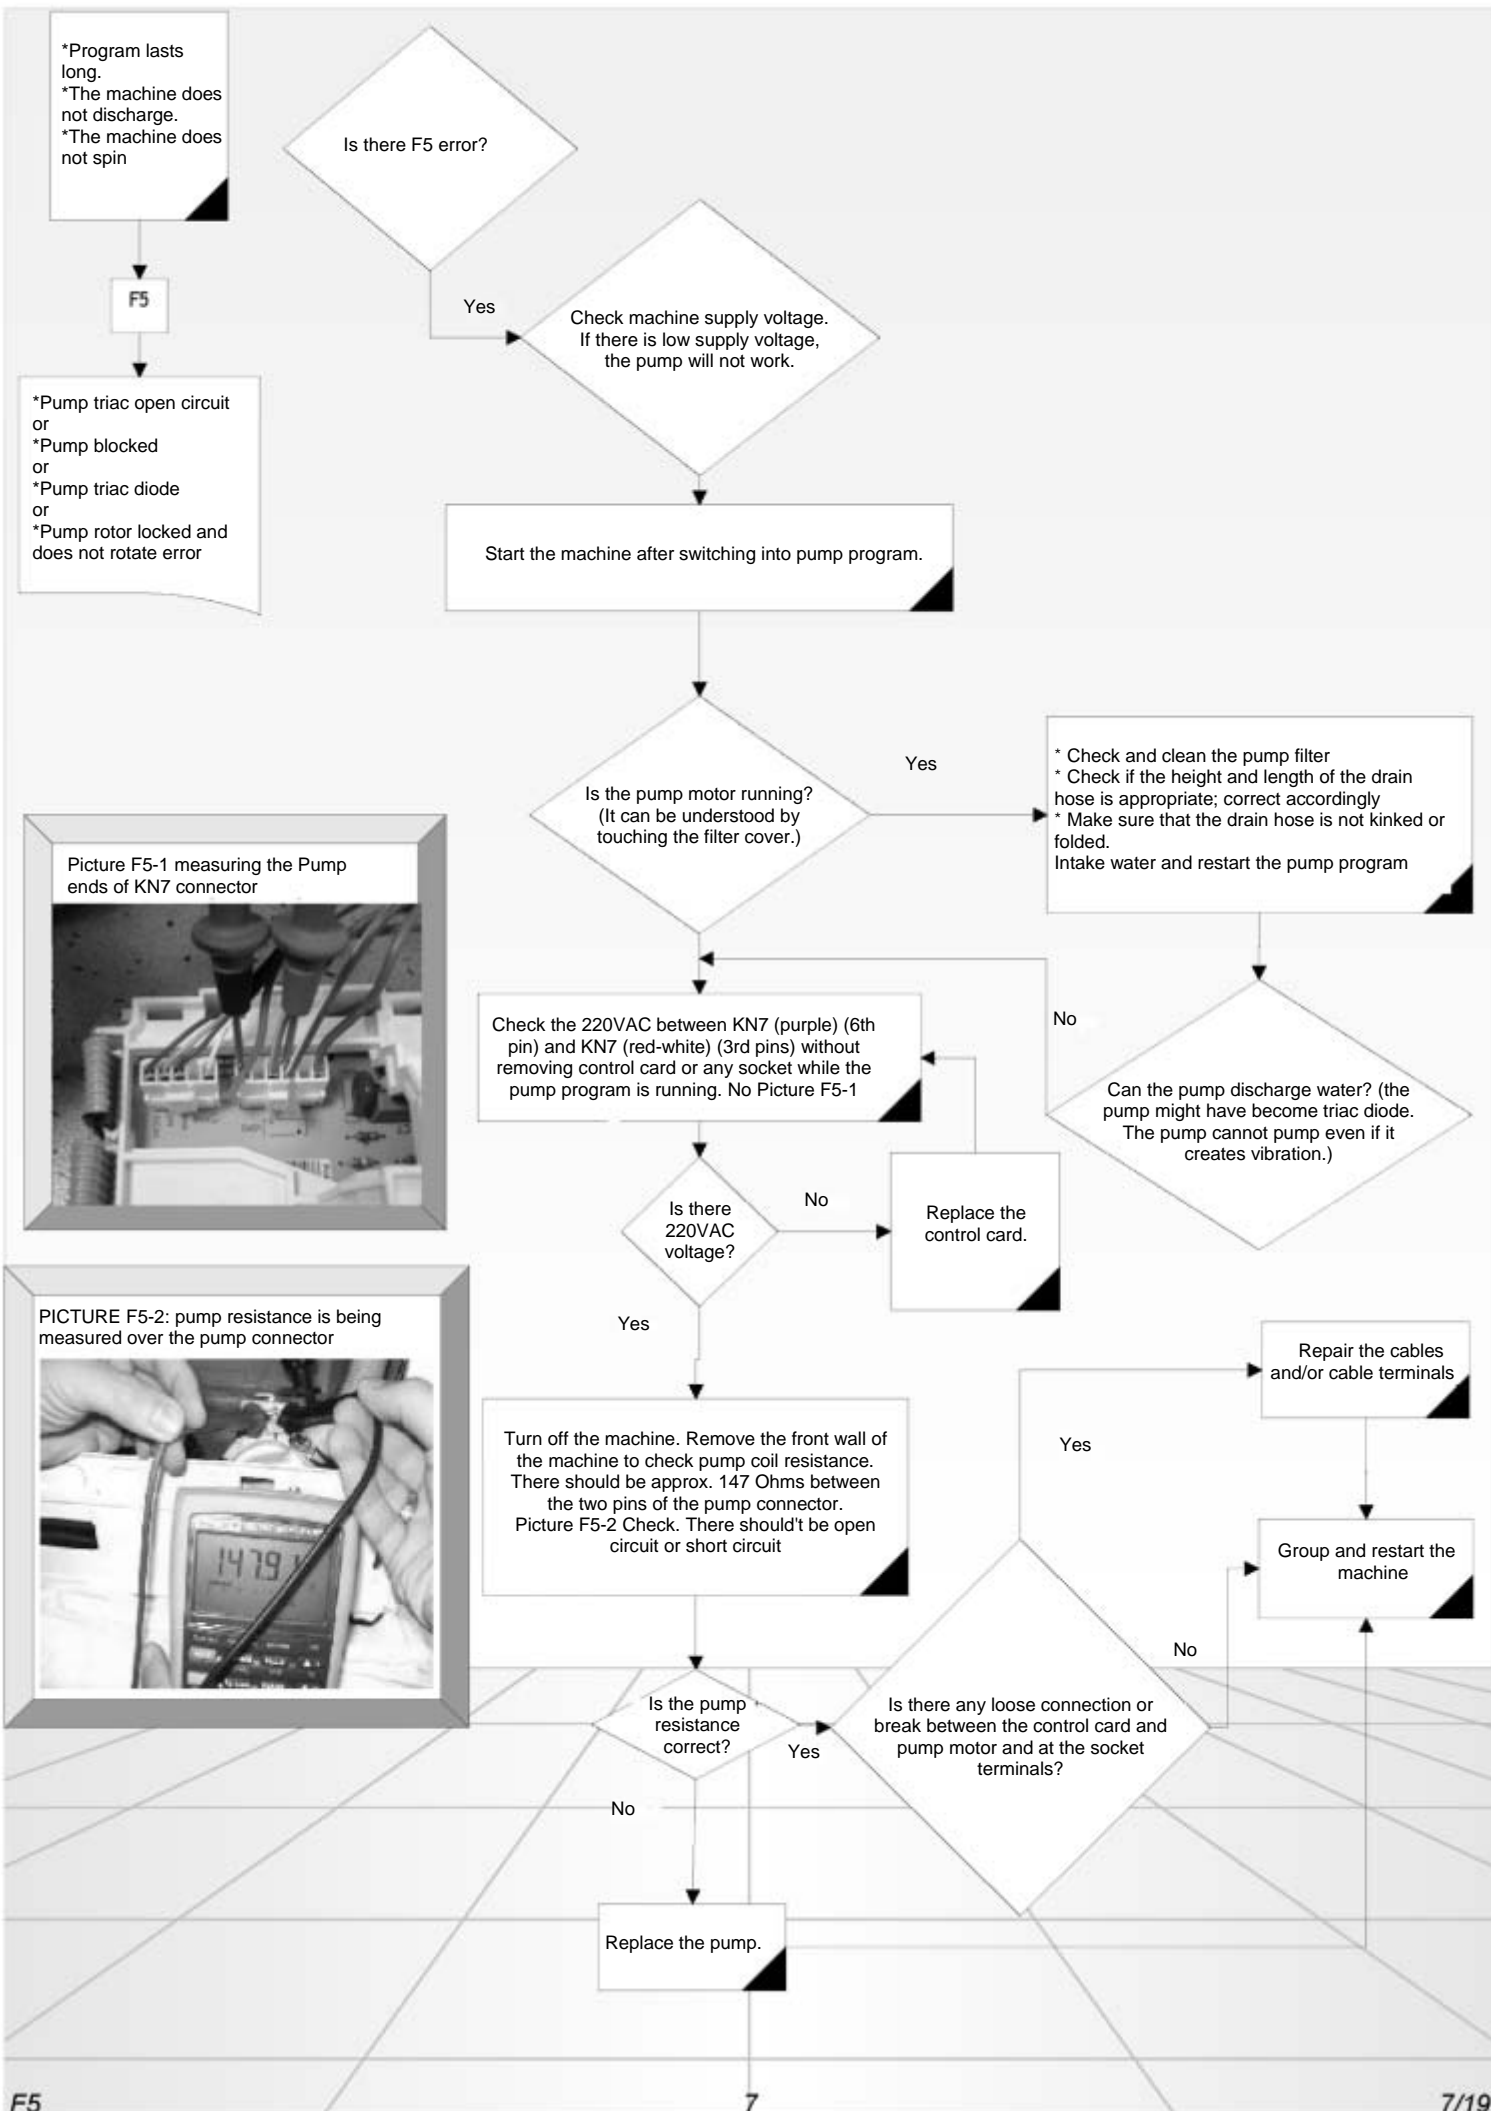 *Program lasts
long.
*The machine does
not discharge.
*The machine does
not spin
F5
*Pump triac open circuit
or
*Pump blocked
or
*Pump triac diode
or
*Pump rotor locked and
does not rotate error
Is there F5 error?
Yes
Check machine supply voltage.
If there is low supply voltage,
the pump will not work.
Start the machine after switching into pump program.
Is the pump motor running?
(It can be understood by
touching the filter cover.)
Yes
* Check and clean the pump filter
* Check if the height and length of the drain
hose is appropriate; correct accordingly
* Make sure that the drain hose is not kinked or
folded.
Intake water and restart the pump program
Picture F5-1 measuring the Pump
ends of KN7 connector
Check the 220VAC between KN7 (purple) (6th
pin) and KN7 (red-white) (3rd pins) without
removing control card or any socket while the
pump program is running. No Picture F5-1
No
Can the pump discharge water? (the
pump might have become triac diode.
The pump cannot pump even if it
creates vibration.)
Is there
220VAC
voltage?
No
Replace the
control card.
Yes
PICTURE F5-2: pump resistance is being
measured over the pump connector
147.9
Turn off the machine. Remove the front wall of
the machine to check pump coil resistance.
There should be approx. 147 Ohms between
the two pins of the pump connector.
Picture F5-2 Check. There should't be open
circuit or short circuit
Repair the cables
and/or cable terminals
Yes
Group and restart the
machine
No
Is the pump
resistance
correct?
Yes
Is there any loose connection or
break between the control card and
pump motor and at the socket
terminals?
No
Replace the pump.
F5
7
7/19